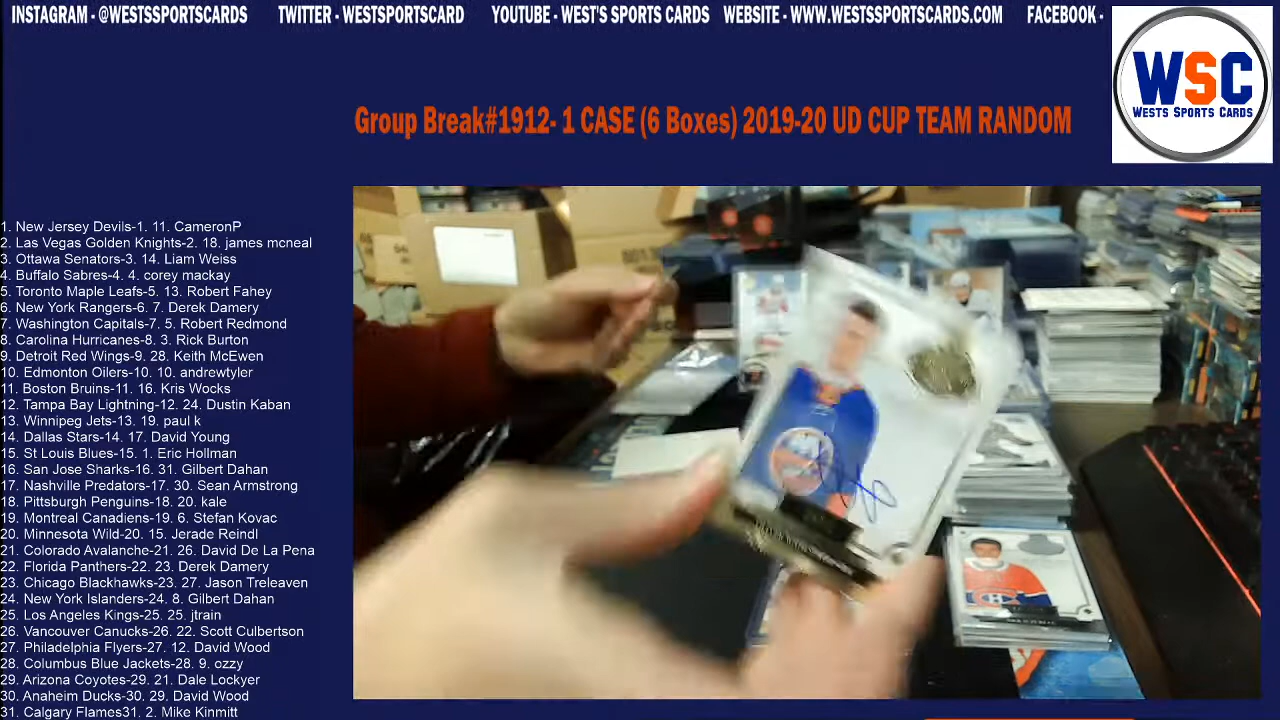 INSTAGRAM - @WESTSSPORTSCARDS TWITTER - WESTSPORTSCARD YOUTUBE - WEST'S SPORTS CARDS WEBSITE - WWW.WESTSSPORTSCARDS.COM FACEBOOK -
WSC
WESTS SPORTS CARDS
Group Break#1912- 1 CASE (6 Boxes) 2019-20 UD CUP TEAM RANDOM
1. New Jersey Devils-1. 11. CameronP
2. Las Vegas Golden Knights-2. 18. james mcneal
3. Ottawa Senators-3. 14. Liam Weiss
4. Buffalo Sabres-4. 4. corey mackay
5. Toronto Maple Leafs-5. 13. Robert Fahey
6. New York Rangers-6. 7. Derek Damery
7. Washington Capitals-7. 5. Robert Redmond
8. Carolina Hurricanes-8. 3. Rick Burton
9. Detroit Red Wings-9. 28. Keith McEwen
10. Edmonton Oilers-10. 10. andrewtyler
11. Boston Bruins-11. 16. Kris Wocks
12. Tampa Bay Lightning-12. 24. Dustin Kaban
13. Winnipeg Jets-13. 19. paul k
14. Dallas Stars-14. 17. David Young
15. St Louis Blues-15. 1. Eric Hollman
16. San Jose Sharks-16. 31. Gilbert Dahan
17. Nashville Predators-17. 30. Sean Armstrong
18. Pittsburgh Penguins-18. 20. kale
19. Montreal Canadiens-19. 6. Stefan Kovac
20. Minnesota Wild-20. 15. Jerade Reindl
21. Colorado Avalanche-21. 26. David De La Pena
22. Florida Panthers-22. 23. Derek Damery
23. Chicago Blackhawks-23. 27. Jason Treleaven
24. New York Islanders-24. 8. Gilbert Dahan
25. Los Angeles Kings-25. 25. jtrain
26. Vancouver Canucks-26. 22. Scott Culbertson
27. Philadelphia Flyers-27. 12. David Wood
28. Columbus Blue Jackets-28. 9. ozzy
29. Arizona Coyotes-29. 21. Dale Lockyer
30. Anaheim Ducks-30. 29. David Wood
31. Calgary Flames31. 2. Mike Kinmitt